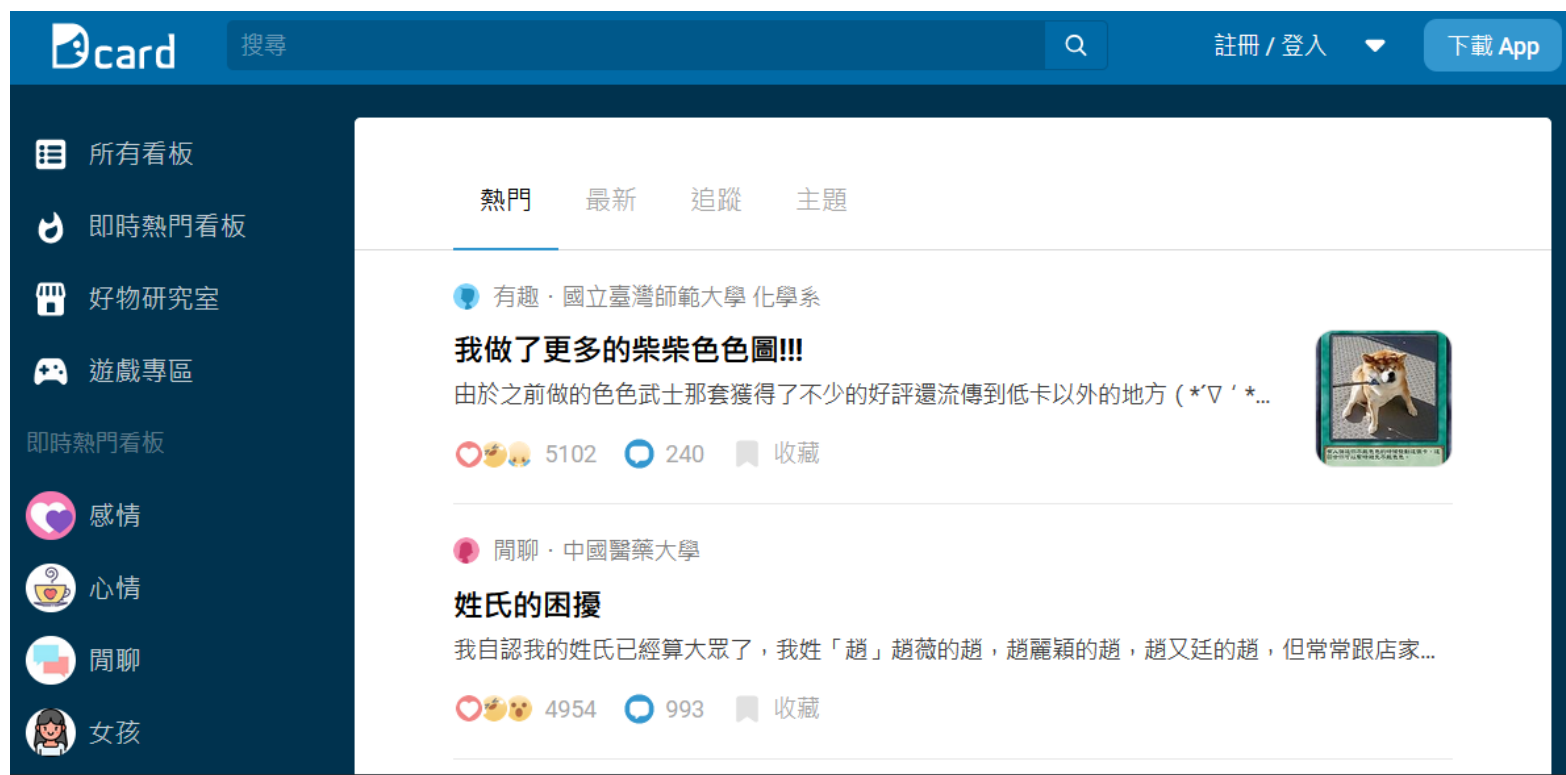 Dcard
搜尋
註冊 / 登入
下載 App
所有看板
即時熱門看板
好物研究室
遊戲專區
即時熱門看板
感情
心情
閒聊
女孩
熱門 最新 追蹤 主題
有趣 · 國立臺灣師範大學 化學系
我做了更多的柴柴色色圖!!!
由於之前做的色色武士那套獲得了不少的好評還流傳到低卡以外的地方 ( *´∇‘*...
5102 240 收藏
閒聊 · 中國醫藥大學
姓氏的困擾
我自認我的姓氏已經算大眾了，我姓「趙」趙薇的趙，趙麗穎的趙，趙又廷的趙，但常常跟店家...
4954 993 收藏